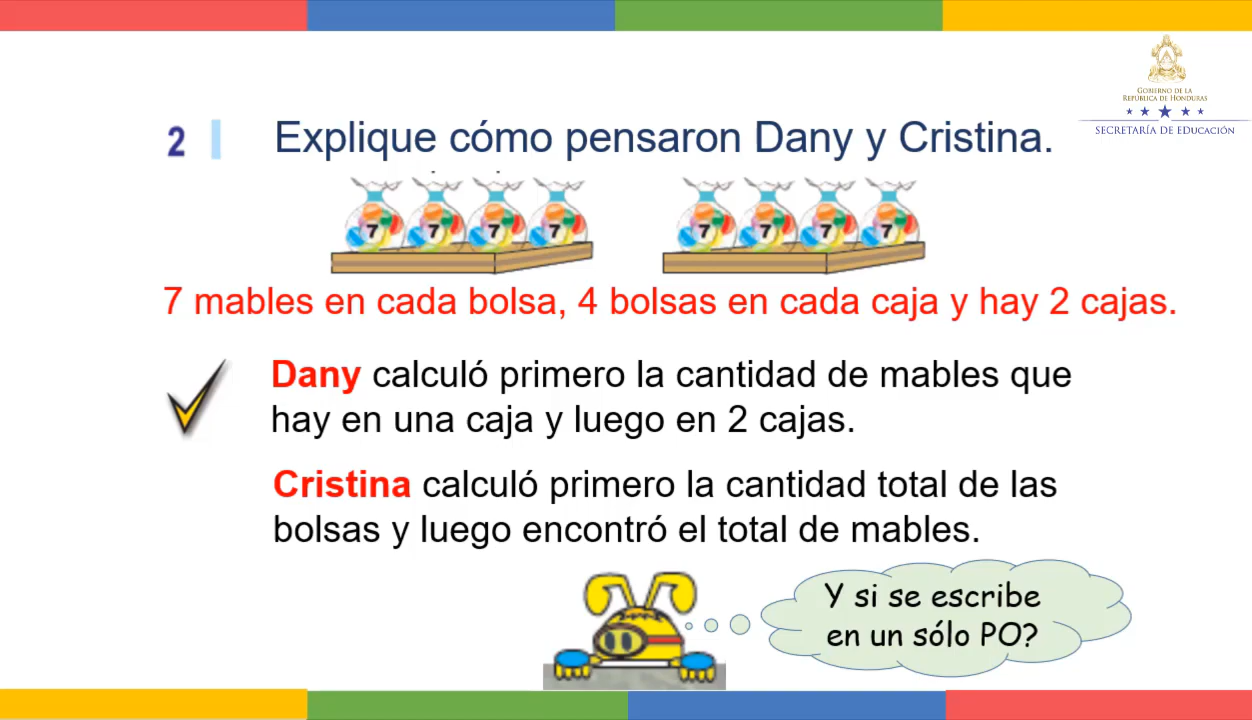 GOBIERNO DE LA
REPÚBLICA DE HONDURAS
SECRETARÍA DE EDUCACIÓN
2 Explique cómo pensaron Dany y Cristina.
7 7 7 7 7 7 7 7
7 mables en cada bolsa, 4 bolsas en cada caja y hay 2 cajas.
Dany calculó primero la cantidad de mables que
hay en una caja y luego en 2 cajas.
Cristina calculó primero la cantidad total de las
bolsas y luego encontró el total de mables.
Y si se escribe
en un sólo PO?